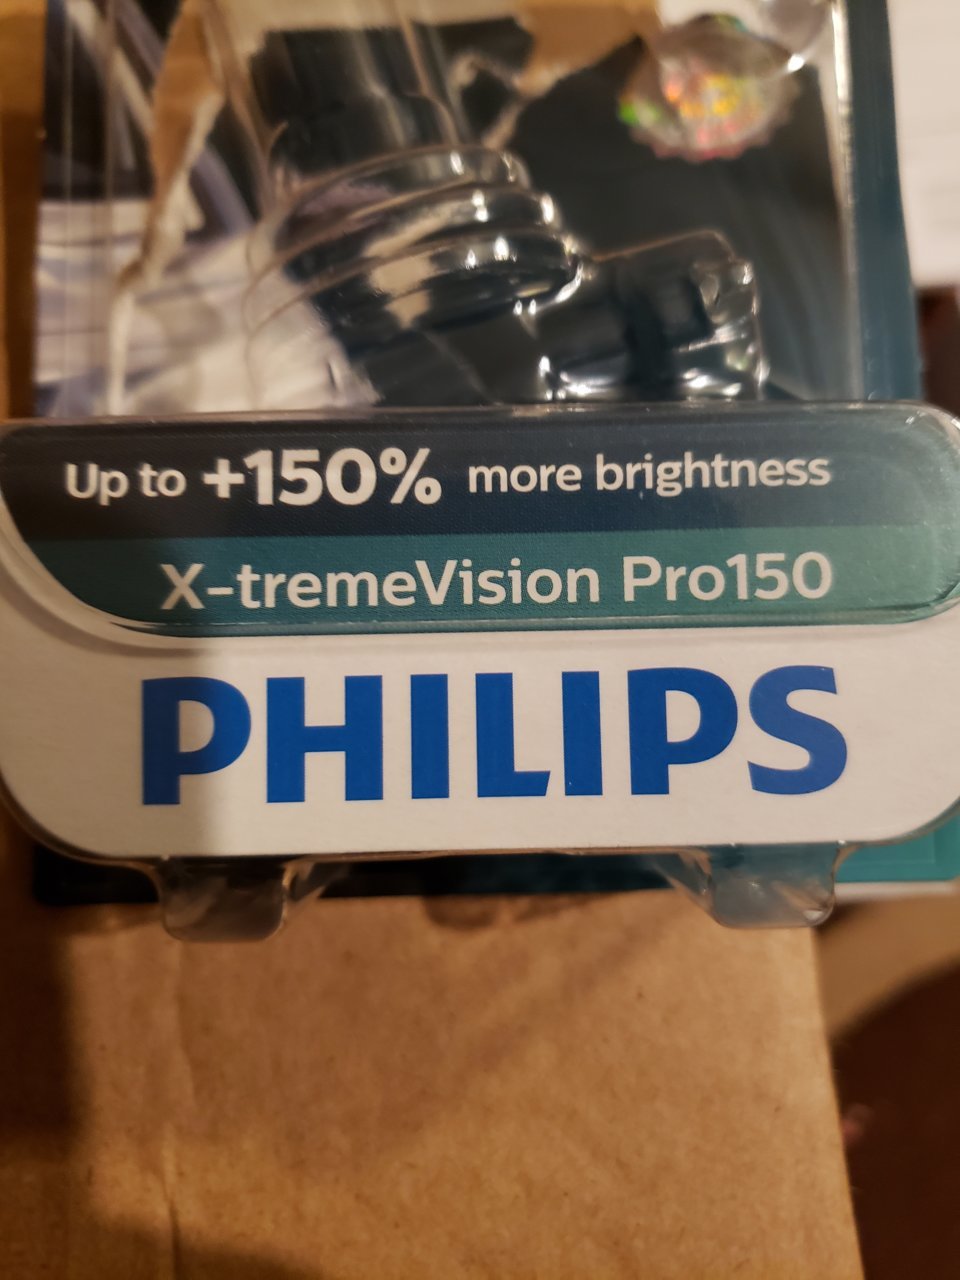 Up to +150% more brightness
X-tremeVision Pro150
PHILIPS